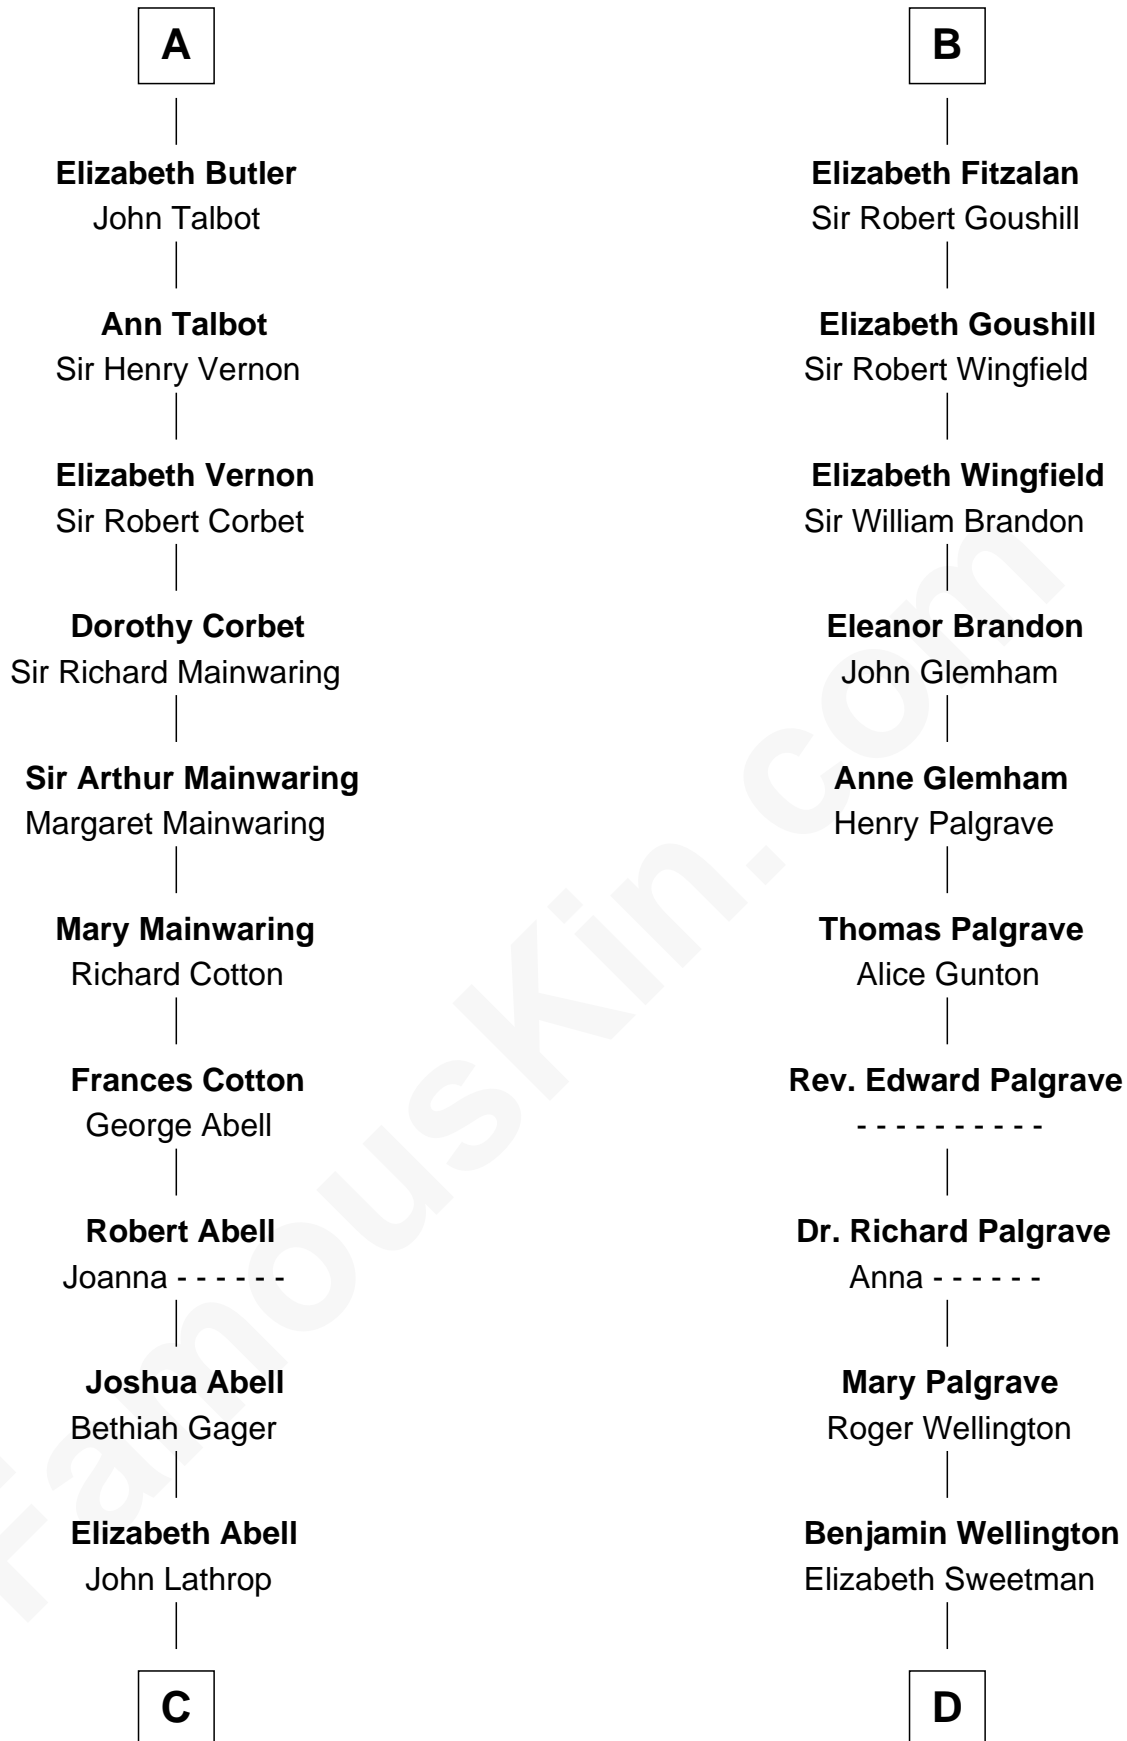 A
Elizabeth Butler
John Talbot
Ann Talbot
Sir Henry Vernon
Elizabeth Vernon
Sir Robert Corbet
Dorothy Corbet
Sir Richard Mainwaring
Sir Arthur Mainwaring
Margaret Mainwaring
Mary Mainwaring
Richard Cotton
Frances Cotton
George Abell
Robert Abell
Joanna - - - - - -
Joshua Abell
Bethiah Gager
Elizabeth Abell
John Lathrop
C
B
Elizabeth Fitzalan
Sir Robert Goushill
Elizabeth Goushill
Sir Robert Wingfield
Elizabeth Wingfield
Sir William Brandon
Eleanor Brandon
John Glemham
Anne Glemham
Henry Palgrave
Thomas Palgrave
Alice Gunton
Rev. Edward Palgrave
- - - - - - - - - -
Dr. Richard Palgrave
Anna - - - - - -
Mary Palgrave
Roger Wellington
Benjamin Wellington
Elizabeth Sweetman
D
FamousKin.com